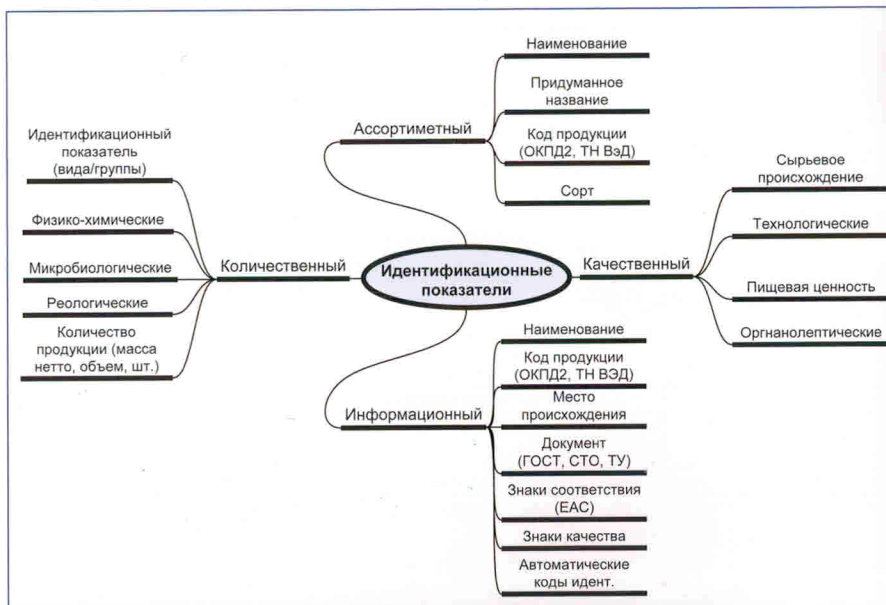 Идентификационные
показатели
Ассортиметный
Наименование
Придуманное
название
Код продукции
(ОКПД2, ТН ВэД)
Сорт
Количественный
Идентификационный
показатель
(вида/группы)
Физико-химические
Микробиологические
Реологические
Количество
продукции (масса
нетто, объем, шт.)
Качественный
Сырьевое
происхождение
Технологические
Пищевая ценность
Оргнанолептические
Информационный
Наименование
Код продукции
(ОКПД2, ТН ВЭД)
Место
происхождения
Документ
(ГОСТ, СТО, ТУ)
Знаки соответствия
(ЕАС)
Знаки качества
Автоматические
коды идент.